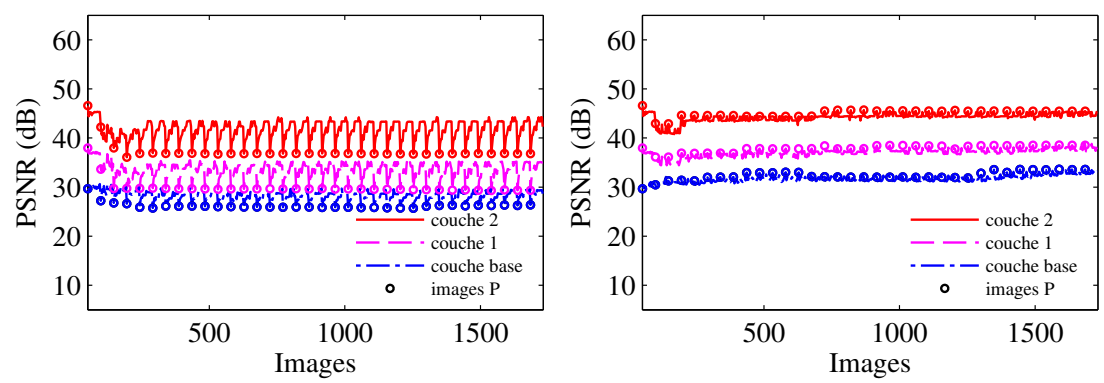 60
50
40
30
20
10
PSNR (dB)
couche 2
couche 1
couche base
images P
500
1000
1500
Images
60
50
40
30
20
10
PSNR (dB)
couche 2
couche 1
couche base
images P
500
1000
1500
Images